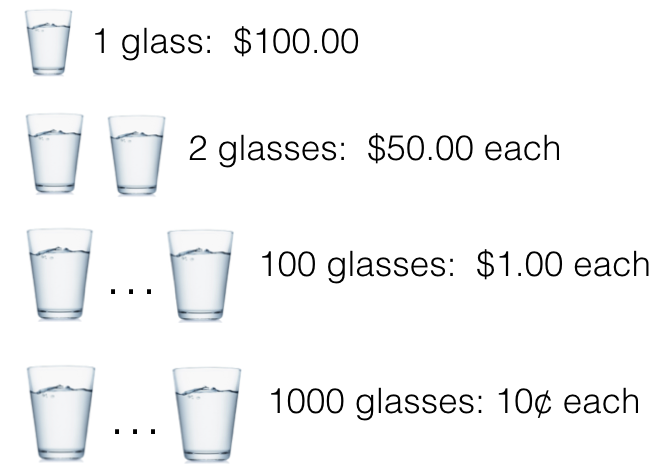 1 glass: $100.00
2 glasses: $50.00 each
... 100 glasses: $1.00 each
... 1000 glasses: 10¢ each